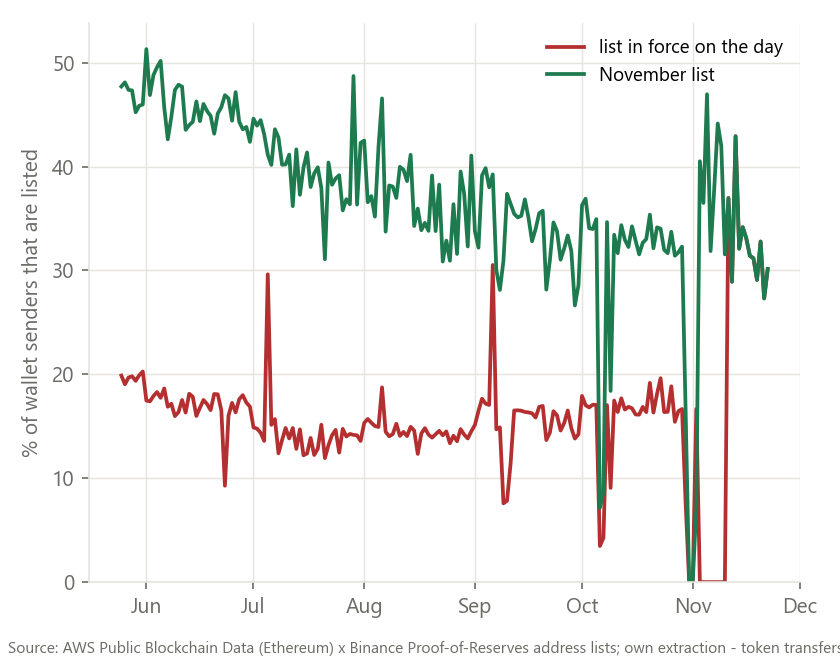 list in force on the day
November list
% of wallet senders that are listed
50
40
30
20
10
0
Jun Jul Aug Sep Oct Nov Dec
Source: AWS Public Blockchain Data (Ethereum) x Binance Proof-of-Reserves address lists; own extraction - token transfer